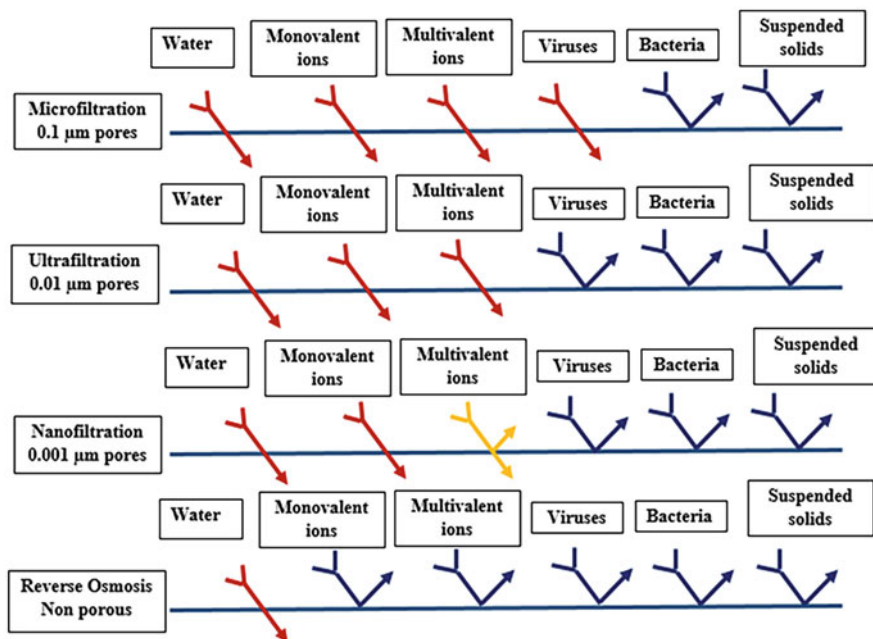 Water
Monovalent
ions
Multivalent
ions
Viruses
Bacteria
Suspended
solids
Microfiltration
0.1 µm pores
Water
Monovalent
ions
Multivalent
ions
Viruses
Bacteria
Suspended
solids
Ultrafiltration
0.01 µm pores
Water
Monovalent
ions
Multivalent
ions
Viruses
Bacteria
Suspended
solids
Nanofiltration
0.001 µm pores
Water
Monovalent
ions
Multivalent
ions
Viruses
Bacteria
Suspended
solids
Reverse Osmosis
Non porous